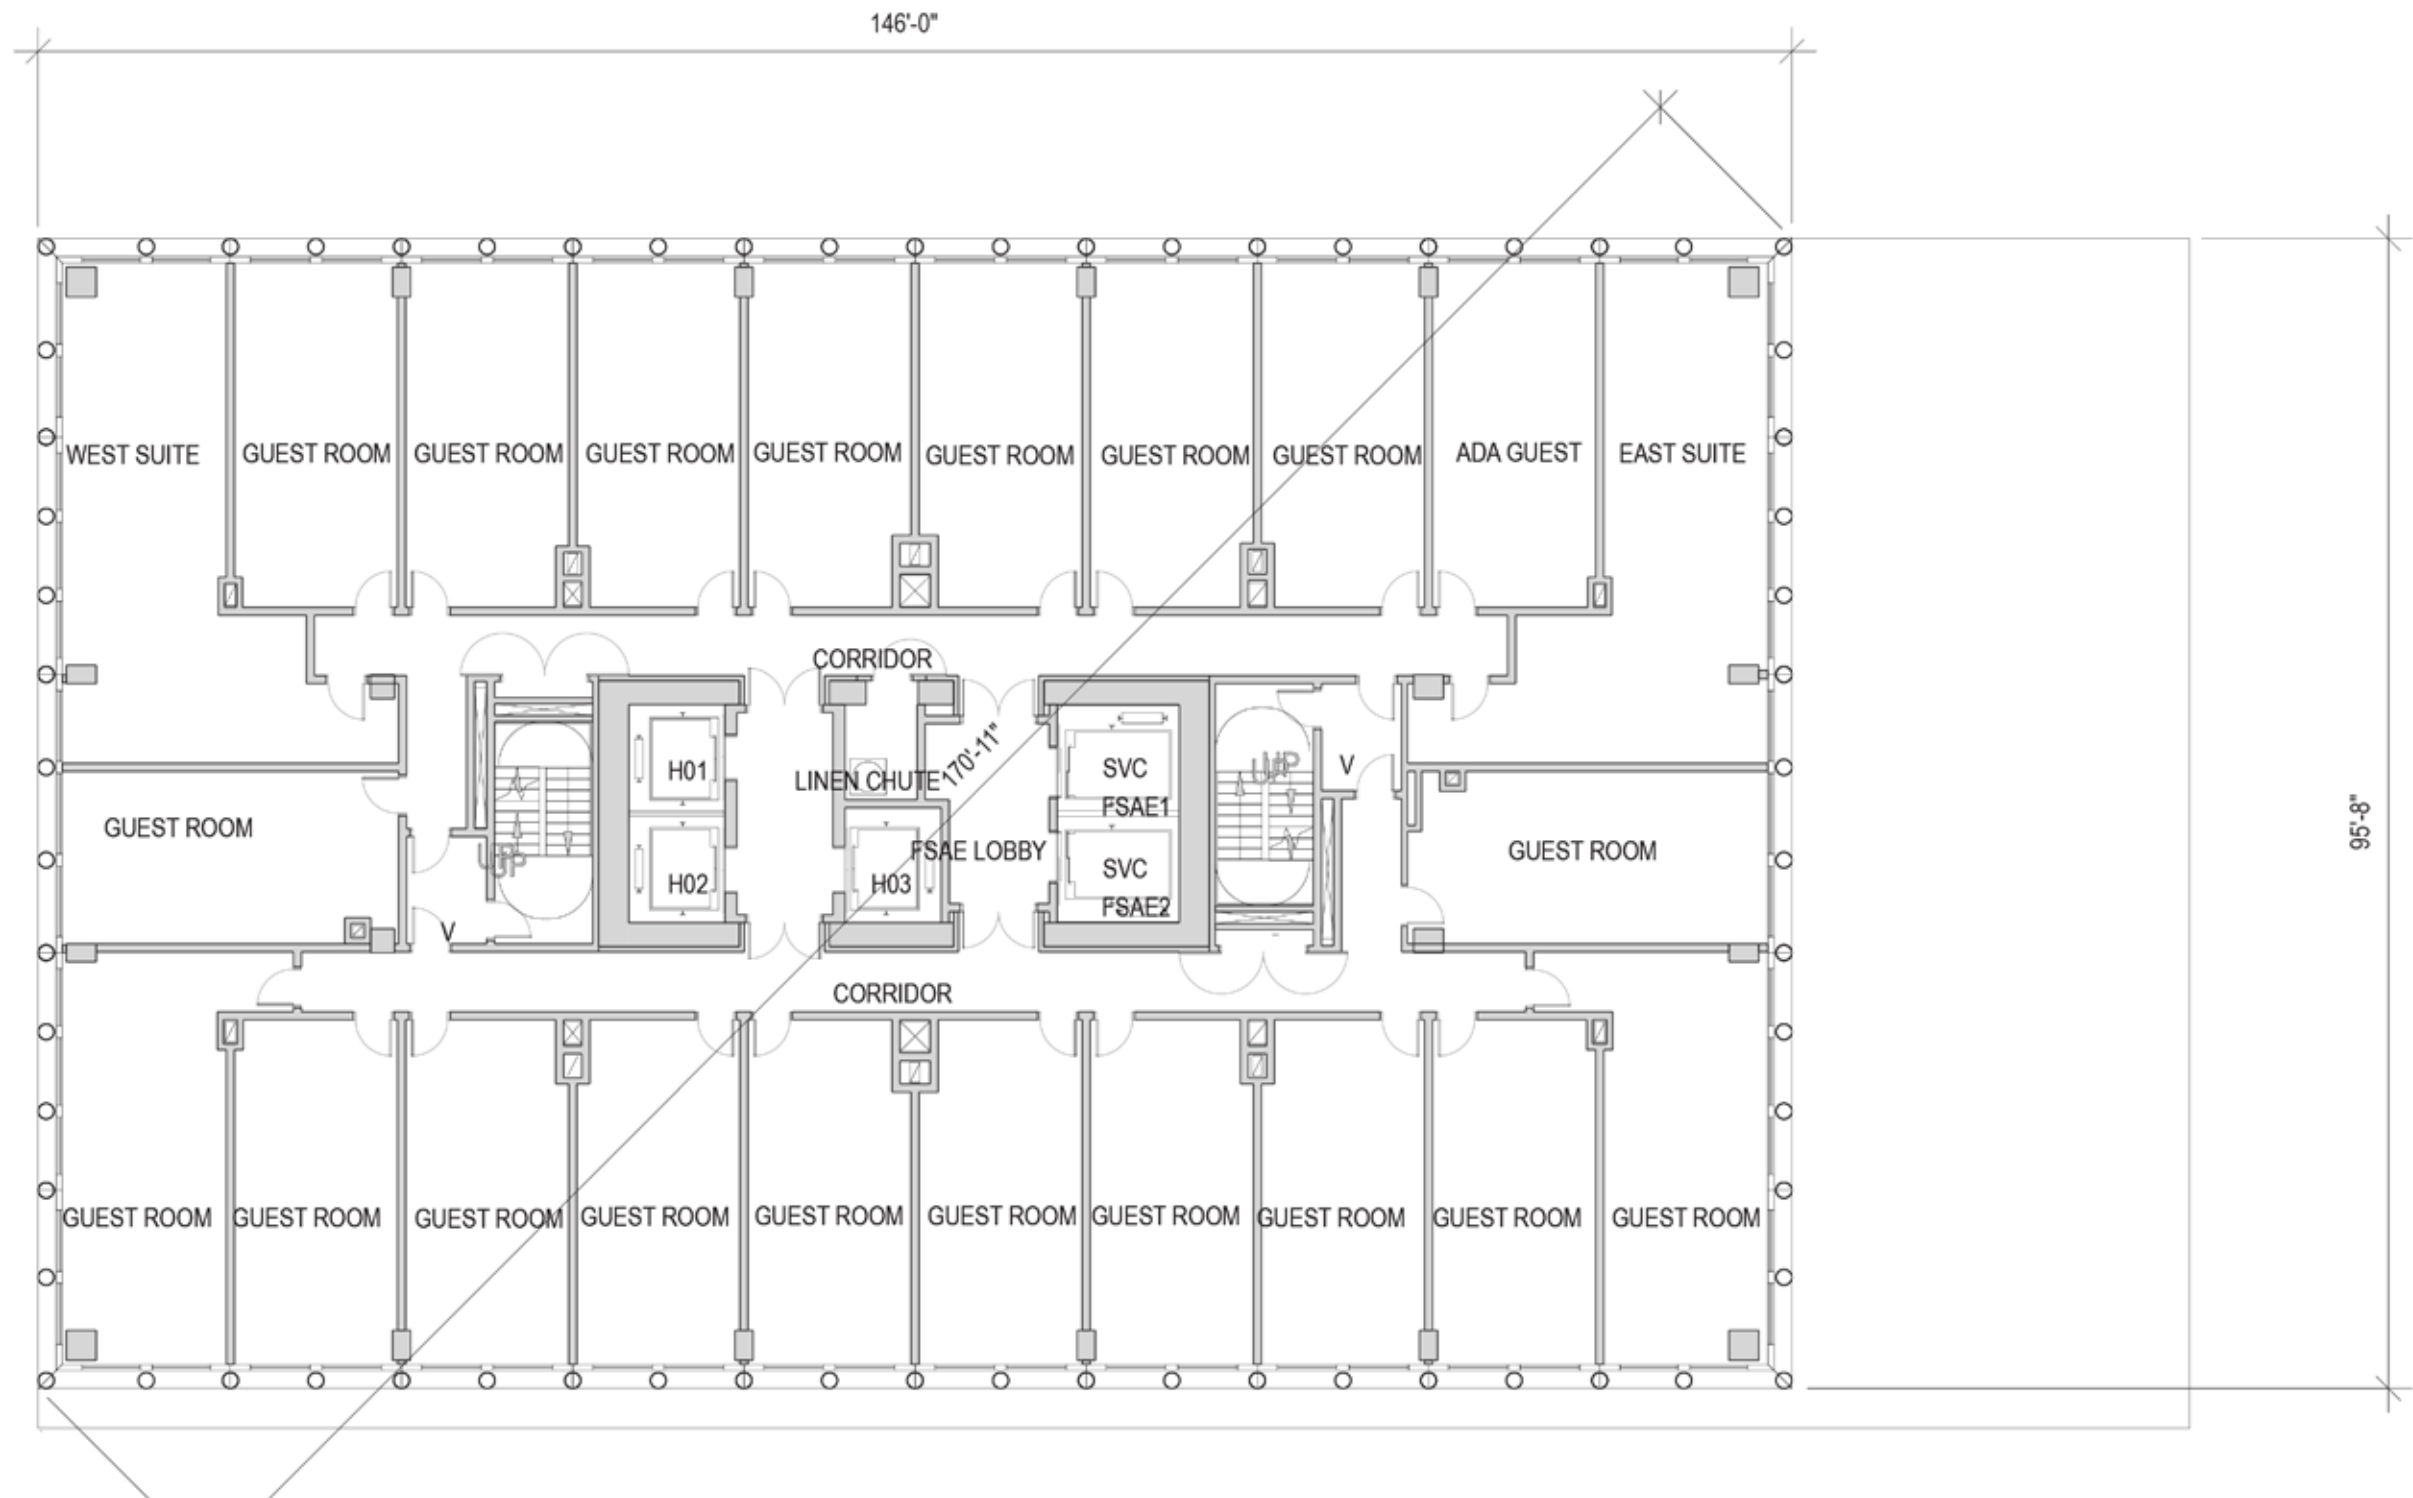 146'-0"
WEST SUITE
GUEST ROOM
GUEST ROOM
GUEST ROOM
GUEST ROOM
GUEST ROOM
GUEST ROOM
GUEST ROOM
ADA GUEST
EAST SUITE
CORRIDOR
170'-11"
H01
LINEN CHUTE
SVC
FSAE1
UP
V
95'-8"
GUEST ROOM
UP
H02
H03
FSAE LOBBY
SVC
FSAE2
GUEST ROOM
V
CORRIDOR
GUEST ROOM
GUEST ROOM
GUEST ROOM
GUEST ROOM
GUEST ROOM
GUEST ROOM
GUEST ROOM
GUEST ROOM
GUEST ROOM
GUEST ROOM